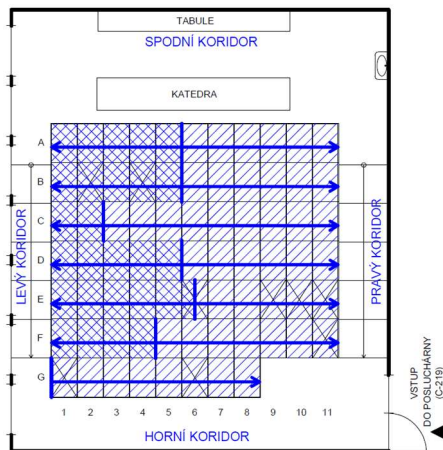 TABULE
SPODNÍ KORIDOR
KATEDRA
A
B
C
D
E
F
G
LEVÝ KORIDOR
PRAVÝ KORIDOR
1 2 3 4 5 6 7 8 9 10 11
HORNÍ KORIDOR
VSTUP
DO POSLUCHÁRNY
(C-219)